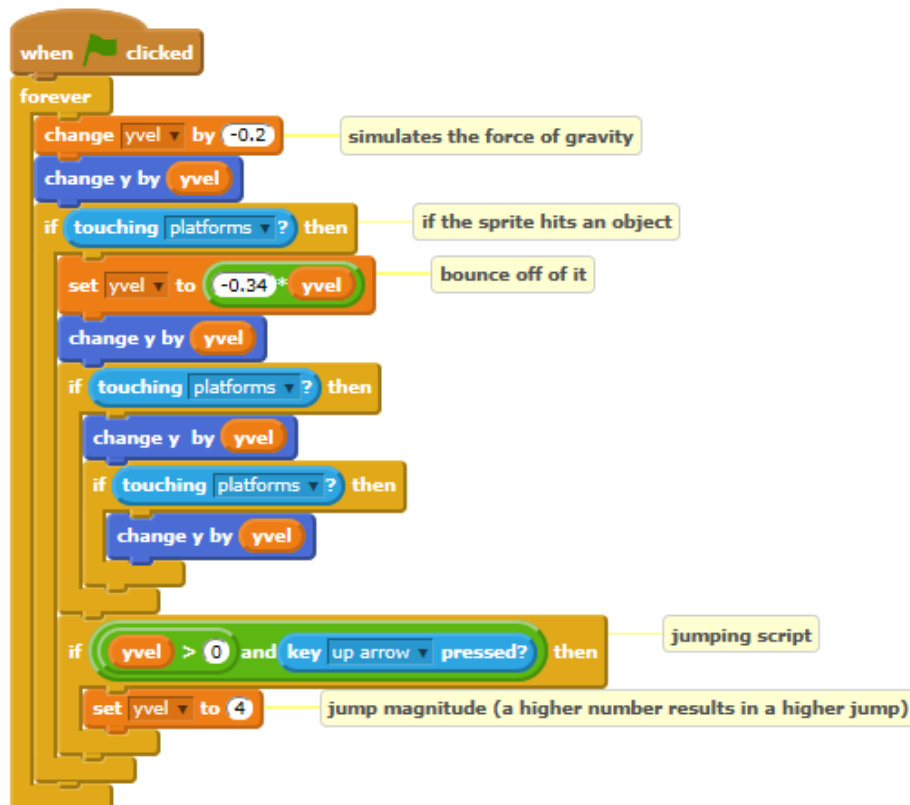 when clicked
forever
change yvel by -0.2 simulates the force of gravity
change y by yvel
if touching platforms ? then if the sprite hits an object
set yvel to -0.34 * yvel bounce off of it
change y by yvel
if touching platforms ? then
change y by yvel
if touching platforms ? then
change y by yvel
if yvel > 0 and key up arrow pressed? then jumping script
set yvel to 4 jump magnitude (a higher number results in a higher jump)